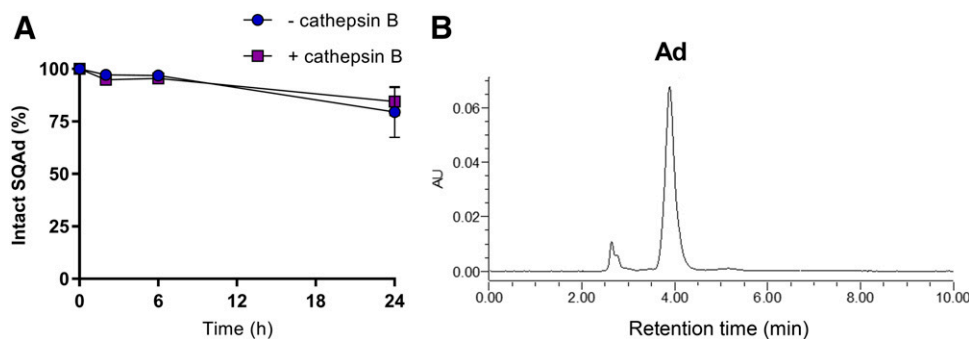 A
- cathepsin B
+ cathepsin B
100
75
50
25
0
Intact SQAd (%)
0 6 12 18 24
Time (h)
B
Ad
0.06
0.04
0.02
0.00
AU
0.00 2.00 4.00 6.00 8.00 10.00
Retention time (min)